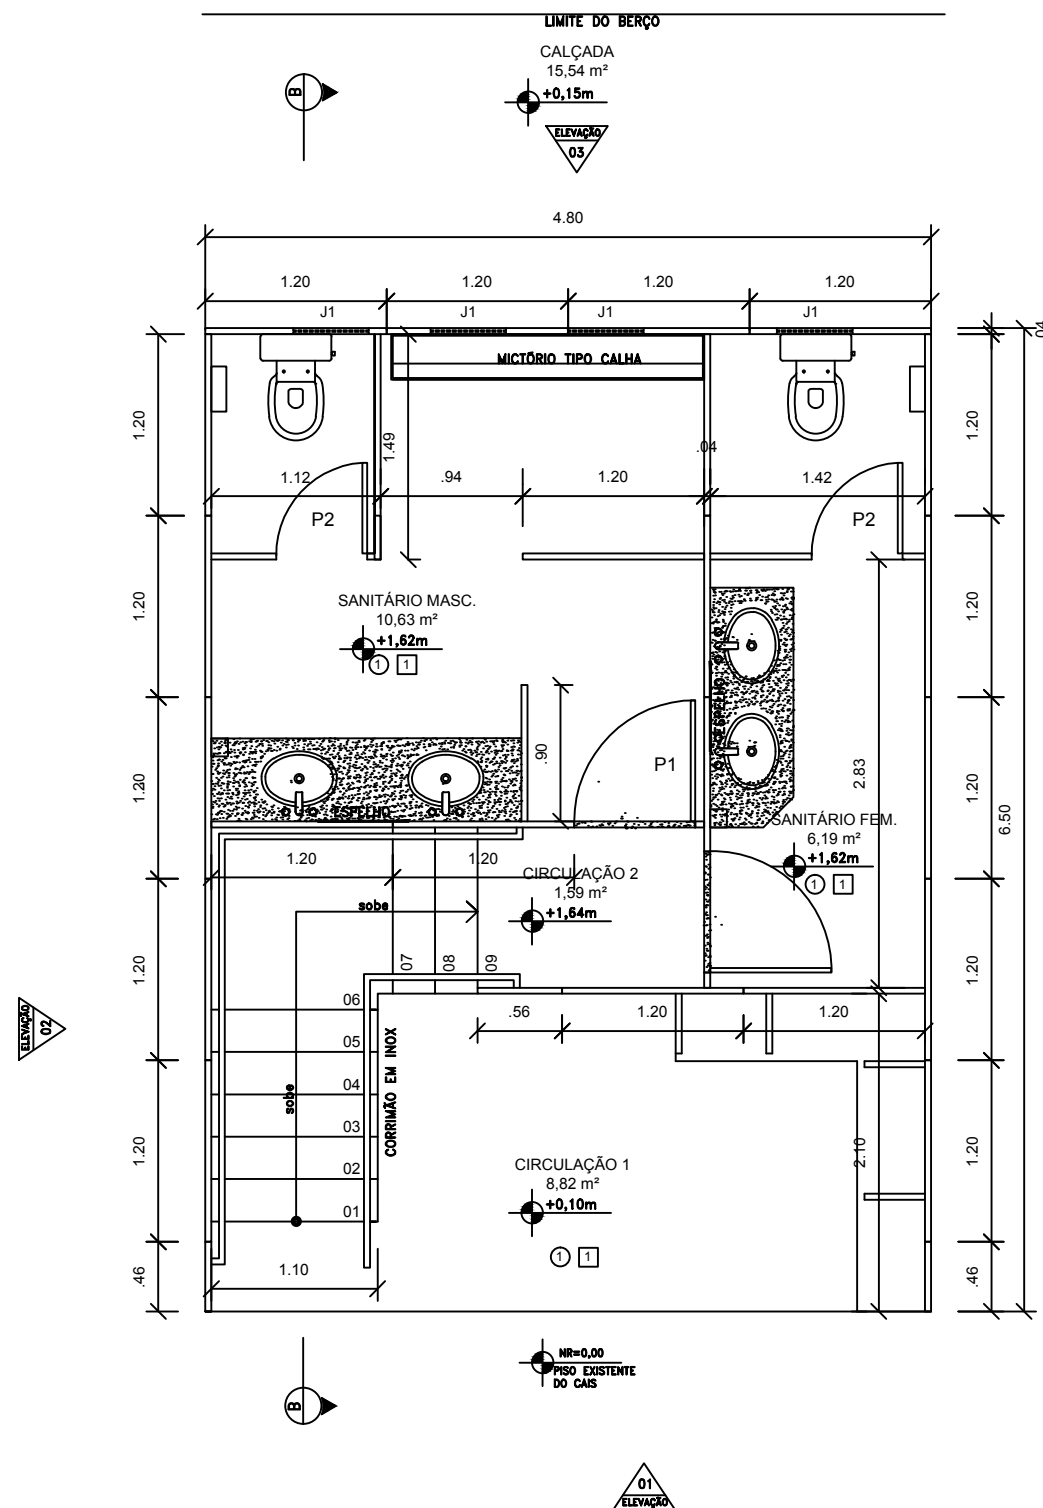 LIMITE DO BERÇO
CALÇADA
15,54 m²
B
+0,15m
ELEVAÇÃO
03
4.80
1.20
1.20
1.20
1.20
J1
J1
J1
J1
.04
MICTÓRIO TIPO CALHA
1.20
1.49
1.20
.04
1.12
.94
1.20
1.42
P2
P2
1.20
SANITÁRIO MASC.
10,63 m²
+1,62m
1
1
1.20
ESPELHO
1.20
.90
P1
2.83
1.20
6.50
ESPELHO
SANITÁRIO FEM.
6,19 m²
+1,62m
1
1
1.20
1.20
CIRCULAÇÃO 2
1,59 m²
+1,64m
sobe
1.20
07
08
09
1.20
06
.56
1.20
1.20
ELEVAÇÃO
02
05
CORRIMÃO EM INOX
04
sobe
03
1.20
2.10
1.20
02
CIRCULAÇÃO 1
8,82 m²
+0,10m
01
1
1
.46
1.10
.46
NR=0,00
PISO EXISTENTE
DO CAIS
B
01
ELEVAÇÃO